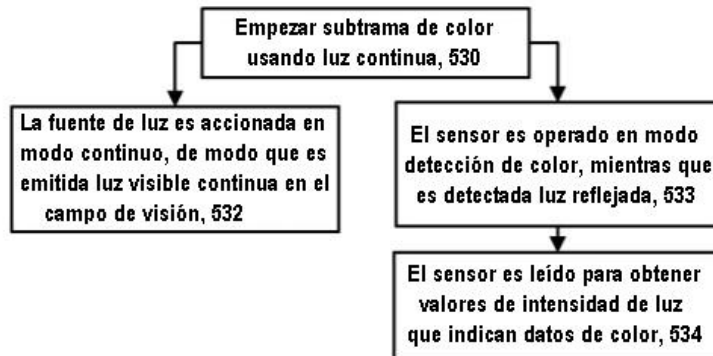 Empezar subtrama de color
usando luz continua, 530
La fuente de luz es accionada en
modo continuo, de modo que es
emitida luz visible continua en el
campo de visión, 532
El sensor es operado en modo
detección de color, mientras que
es detectada luz reflejada, 533
El sensor es leído para obtener
valores de intensidad de luz
que indican datos de color, 534